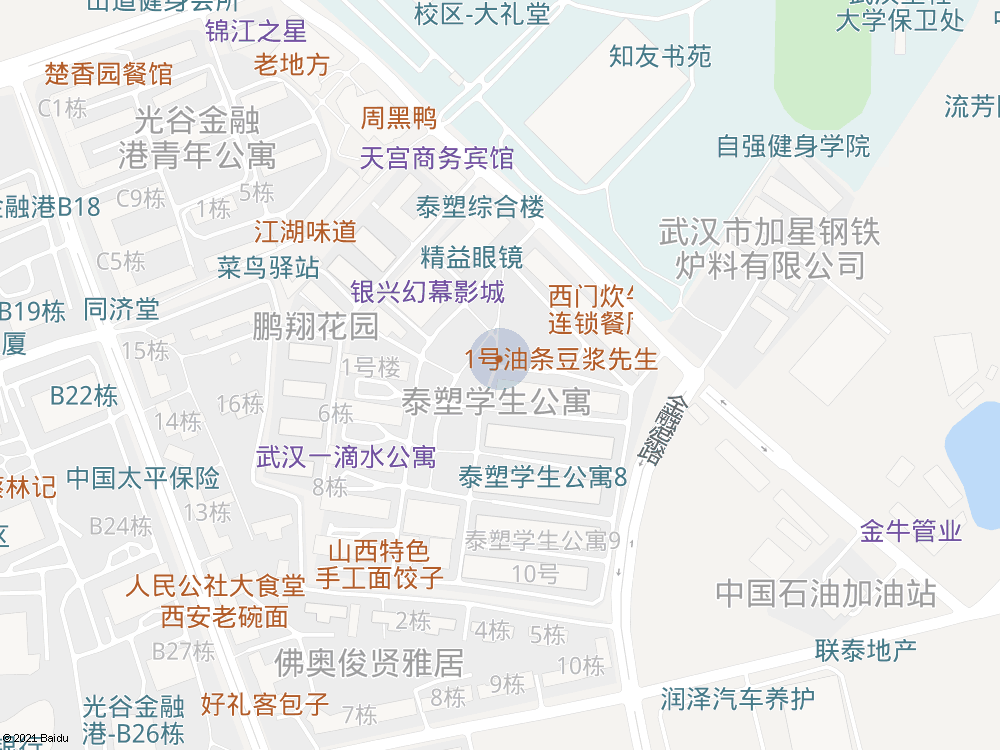 校区-大礼堂
大学保卫处
锦江之星
知友书苑
老地方
楚香园餐馆
C1栋
光谷金融
港青年公寓
周黑鸭
天宫商务宾馆
自强健身学院
C9栋
5栋
1栋
金融港B18
泰塑综合楼
江湖味道
武汉市加星钢铁
炉料有限公司
精益眼镜
C5栋
菜鸟驿站
银兴幻幕影城
西门炊
连锁餐
B19栋
厦
同济堂
鹏翔花园
15栋
1号楼
1号油条豆浆先生
B22栋
泰塑学生公寓
16栋
14栋
6栋
金融港路
武汉一滴水公寓
中国太平保险
泰塑学生公寓8
林记
8栋
13栋
B24栋
区
泰塑学生公寓9
金牛管业
山西特色
手工面饺子
10号
人民公社大食堂
西安老碗面
中国石油加油站
2栋
4栋
5栋
B27栋
佛奥俊贤雅居
10栋
联泰地产
9栋
8栋
润泽汽车养护
好礼客包子
7栋
光谷金融
港-B26栋
银行
© 2021 Baidu